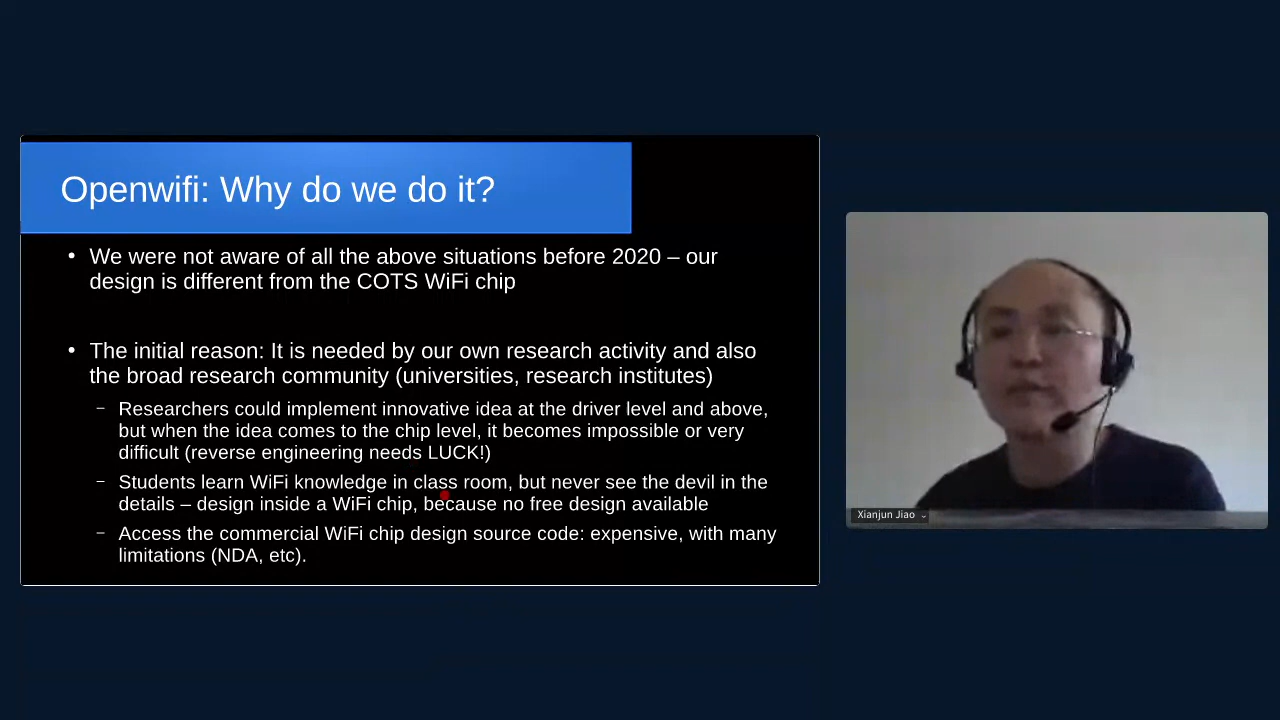 Openwifi: Why do we do it?
• We were not aware of all the above situations before 2020 – our
design is different from the COTS WiFi chip
• The initial reason: It is needed by our own research activity and also
the broad research community (universities, research institutes)
– Researchers could implement innovative idea at the driver level and above,
but when the idea comes to the chip level, it becomes impossible or very
difficult (reverse engineering needs LUCK!)
– Students learn WiFi knowledge in class room, but never see the devil in the
details – design inside a WiFi chip, because no free design available
– Access the commercial WiFi chip design source code: expensive, with many
limitations (NDA, etc).
Xianjun Jiao